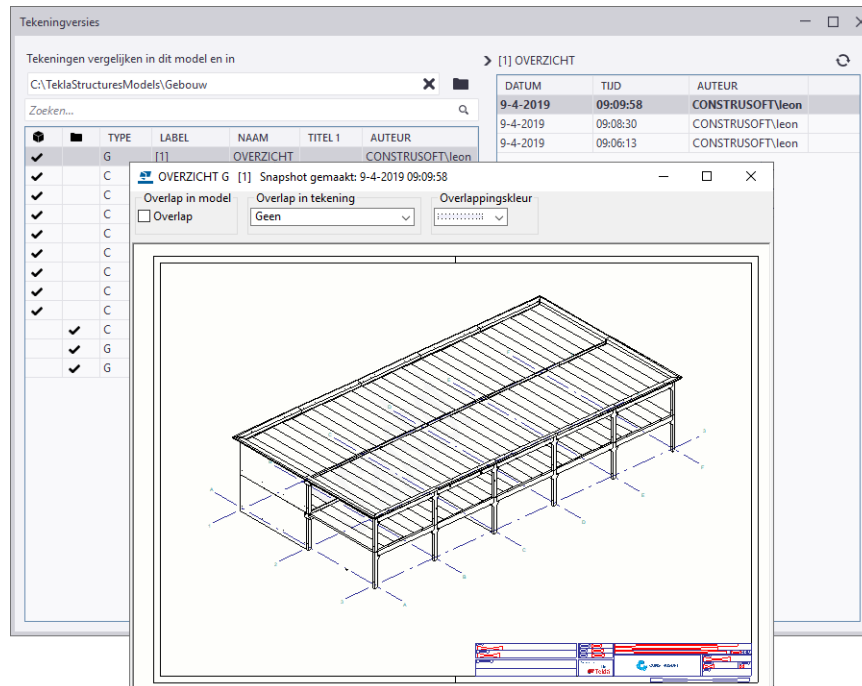 Tekeningversies
Tekeningen vergelijken in dit model en in
C:\TeklaStructuresModels\Gebouw
Zoeken...
TYPE LABEL NAAM TITEL 1 AUTEUR
G [1] OVERZICHT CONSTRUSOFT\leon
C
C
C
C
C
C
C
C
C
G
G
[1] OVERZICHT
DATUM TIJD AUTEUR
9-4-2019 09:09:58 CONSTRUSOFT\leon
9-4-2019 09:08:30 CONSTRUSOFT\leon
9-4-2019 09:06:13 CONSTRUSOFT\leon
OVERZICHT G [1] Snapshot gemaakt: 9-4-2019 09:09:58
Overlap in model
Overlap
Overlap in tekening
Geen
Overlappingskleur
A
B
C
D
E
F
Tekla